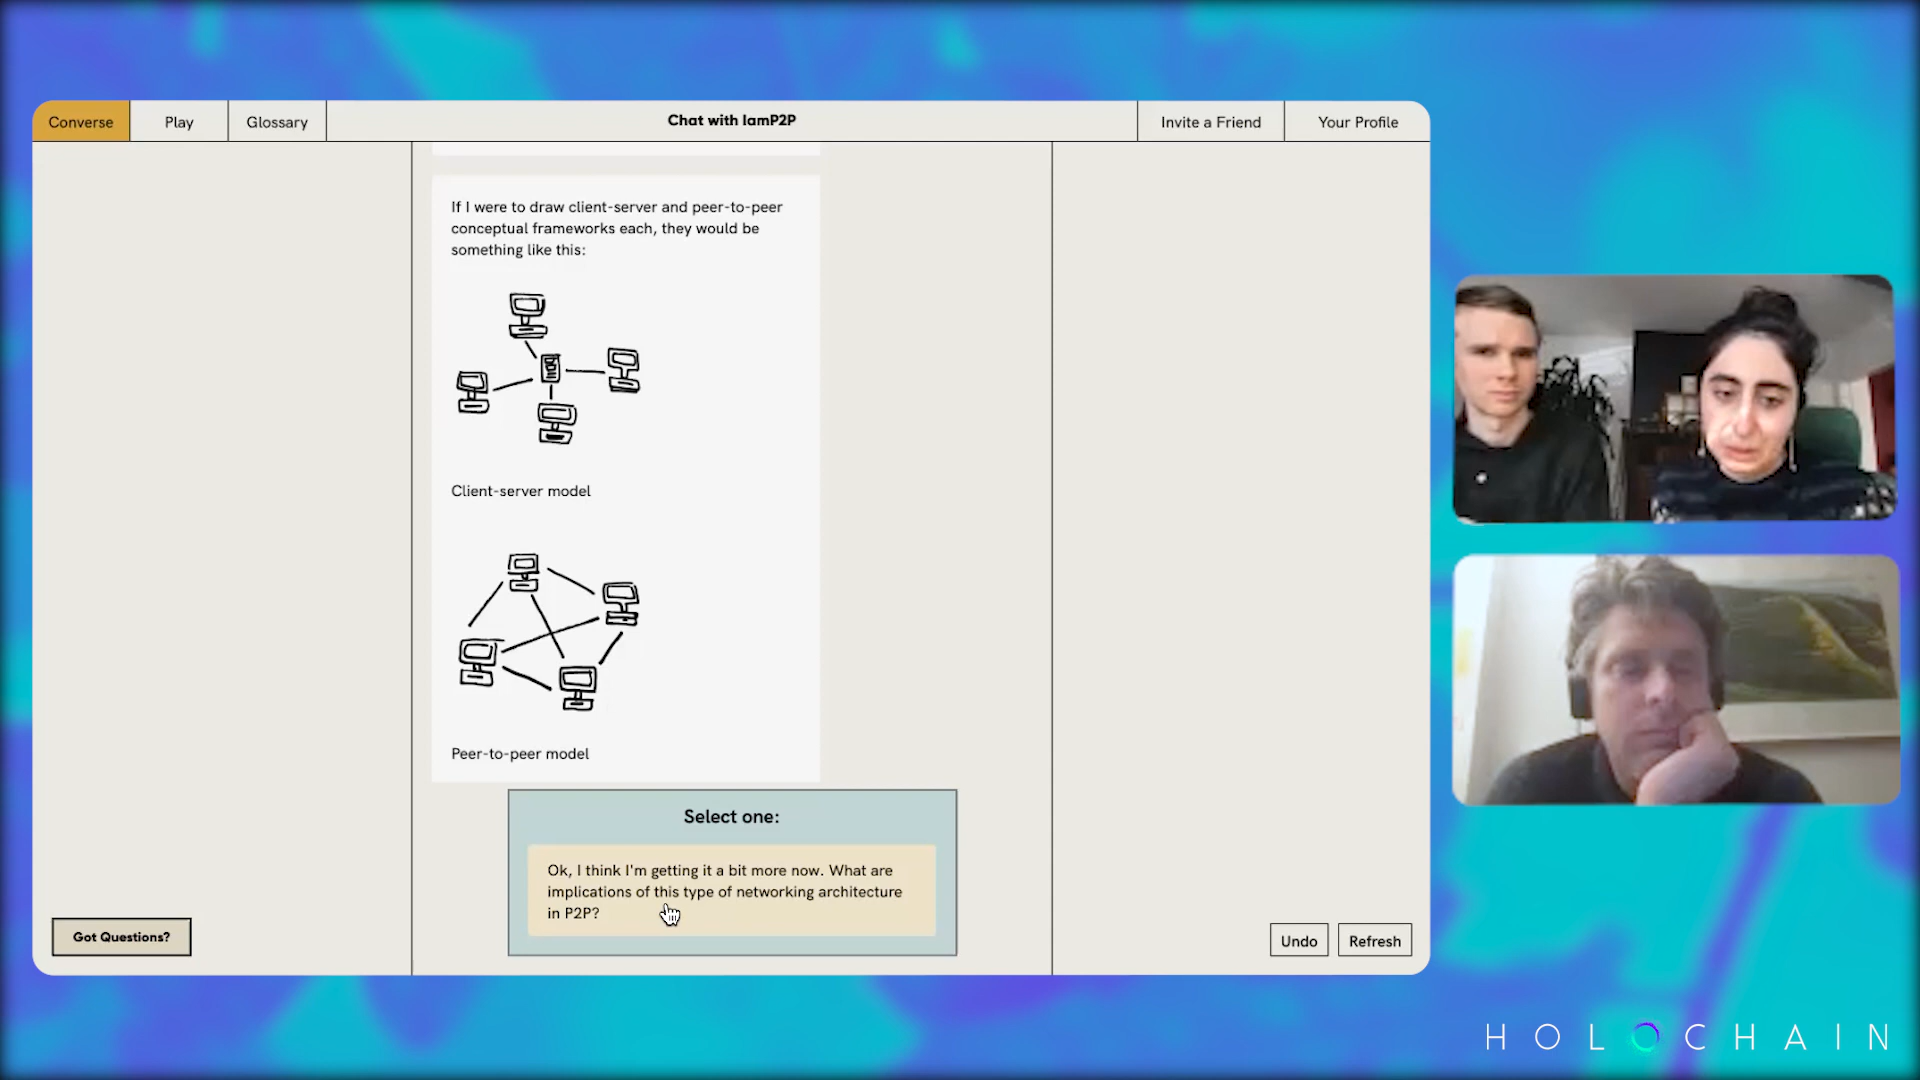 Converse
Play
Glossary
Chat with IamP2P
Invite a Friend
Your Profile
If I were to draw client-server and peer-to-peer
conceptual frameworks each, they would be
something like this:
Client-server model
Peer-to-peer model
Select one:
Ok, I think I'm getting it a bit more now. What are
implications of this type of networking architecture
in P2P?
Got Questions?
Undo
Refresh
HOLOCHAIN